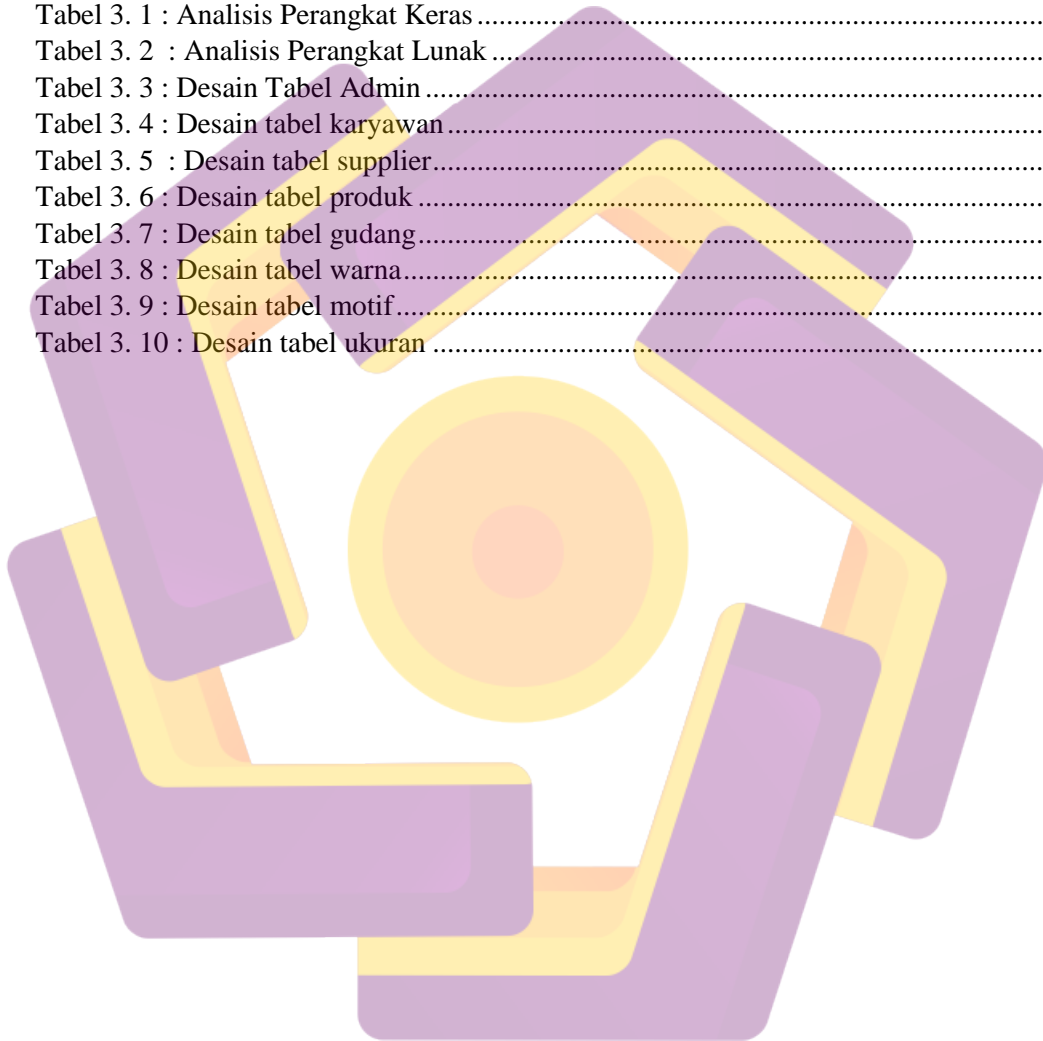 Tabel 3. 1 : Analisis Perangkat Keras ................................................................................
Tabel 3. 2  : Analisis Perangkat Lunak ..............................................................................
Tabel 3. 3 : Desain Tabel Admin ........................................................................................
Tabel 3. 4 : Desain tabel karyawan .....................................................................................
Tabel 3. 5  : Desain tabel supplier.......................................................................................
Tabel 3. 6 : Desain tabel produk .........................................................................................
Tabel 3. 7 : Desain tabel gudang.........................................................................................
Tabel 3. 8 : Desain tabel warna...........................................................................................
Tabel 3. 9 : Desain tabel motif............................................................................................
Tabel 3. 10 : Desain tabel ukuran .......................................................................................